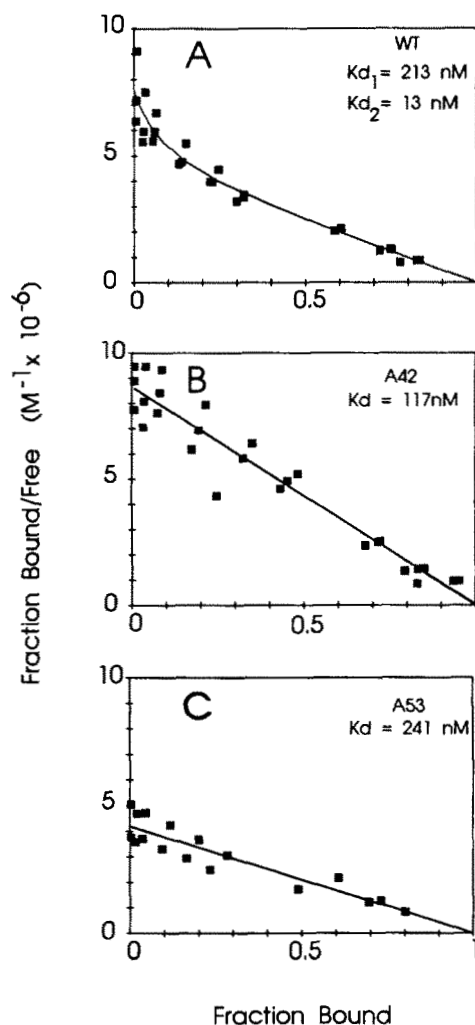 Fraction Bound/Free (M⁻¹ x 10⁻⁶)
10
A
WT
Kd₁ = 213 nM
Kd₂ = 13 nM
5
0
0 0.5
10
B
A42
Kd = 117nM
5
0
0 0.5
10
C
A53
Kd = 241 nM
5
0
0 0.5
Fraction Bound